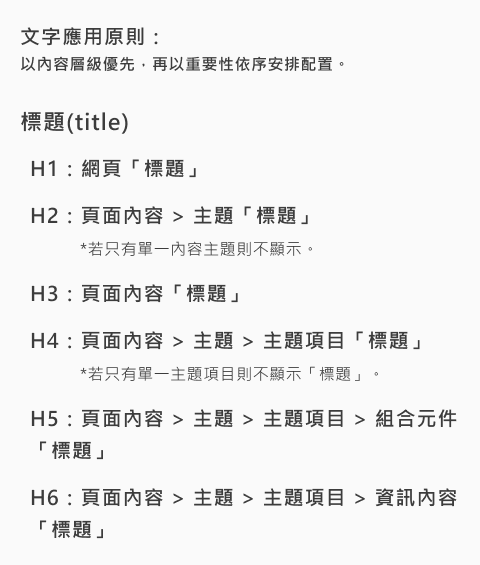 文字應用原則：
以內容層級優先，再以重要性依序安排配置。
標題(title)
H1：網頁「標題」
H2：頁面內容 > 主題「標題」
*若只有單一內容主題則不顯示。
H3：頁面內容「標題」
H4：頁面內容 > 主題 > 主題項目「標題」
*若只有單一主題項目則不顯示「標題」。
H5：頁面內容 > 主題 > 主題項目 > 組合元件
「標題」
H6：頁面內容 > 主題 > 主題項目 > 資訊內容
「標題」